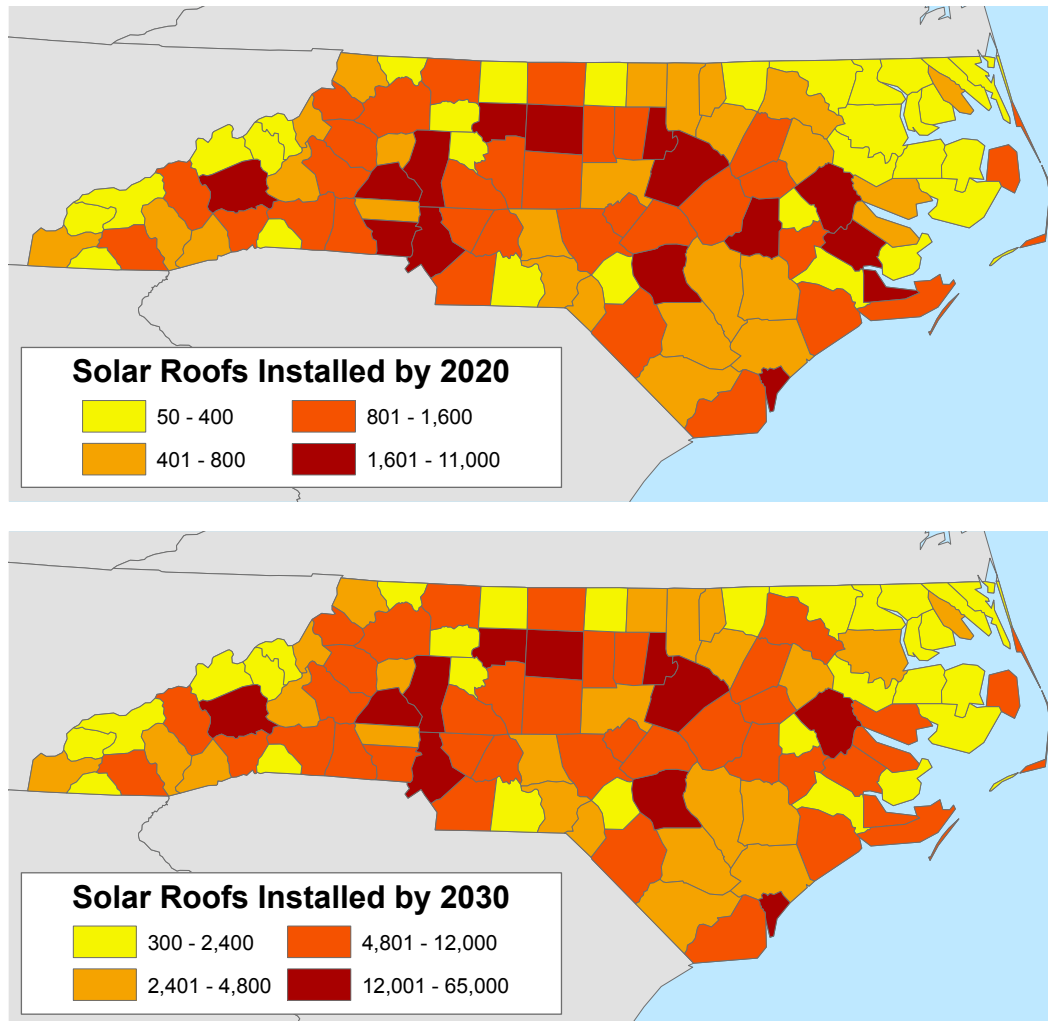 Solar Roofs Installed by 2020
50 - 400
801 - 1,600
401 - 800
1,601 - 11,000
Solar Roofs Installed by 2030
300 - 2,400
4,801 - 12,000
2,401 - 4,800
12,001 - 65,000